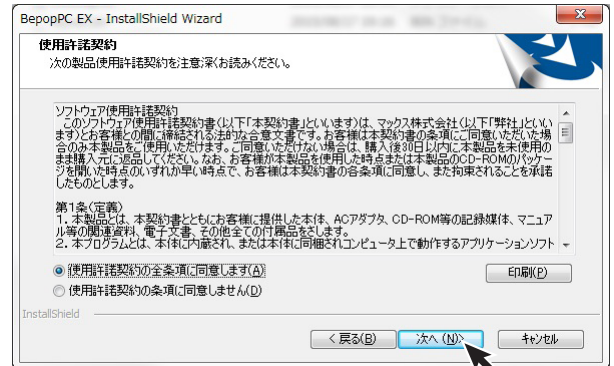 BepopPC EX - InstallShield Wizard
使用許諾契約
次の製品使用許諾契約を注意深くお読みください。
ソフトウェア使用許諾契約
このソフトウェア使用許諾契約書(以下「本契約書」といいます)は、マックス株式会社(以下「弊社」といい
ます)とお客様との間に締結される法的な合意文書です。お客様は本契約書の条項にご同意いただいた場
合のみ本製品をご使用いただけます。ご同意いただけない場合は、購入後30日以内に本製品を未使用の
まま購入元に返品してください。なお、お客様が本製品を使用した時点または本製品のCD-ROMのパッケー
ジを開いた時点のいずれか早い時点で、お客様は本契約書の各条項に同意し、また拘束されることを承諾
したものとします。
第1条(定義)
1. 本製品とは、本契約書とともにお客様に提供した本体、ACアダプタ、CD-ROM等の記録媒体、マニュア
ル等の関連資料、電子文書、その他全ての付属品をさします。
2. 本プログラムとは、本体に内蔵され、または本体に同梱されコンピュータ上で動作するアプリケーションソフト
使用許諾契約の全条項に同意します(A)
印刷(P)
使用許諾契約の条項に同意しません(D)
InstallShield
< 戻る(B)
次へ (N)>
キャンセル